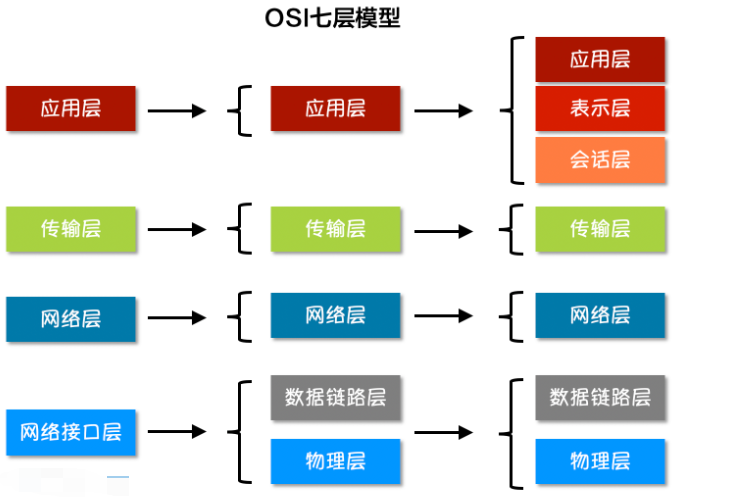 OSI七层模型
应用层
应用层
应用层
表示层
会话层
传输层
传输层
传输层
网络层
网络层
网络层
网络接口层
数据链路层
物理层
数据链路层
物理层